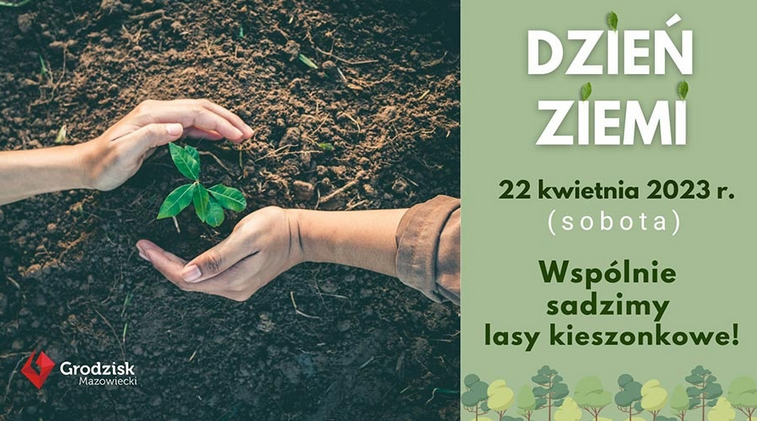 DZIEŃ
ZIEMI
22 kwietnia 2023 r.
(sobota)
Wspólnie
sadzimy
lasy kieszonkowe!
Grodzisk
Mazowiecki